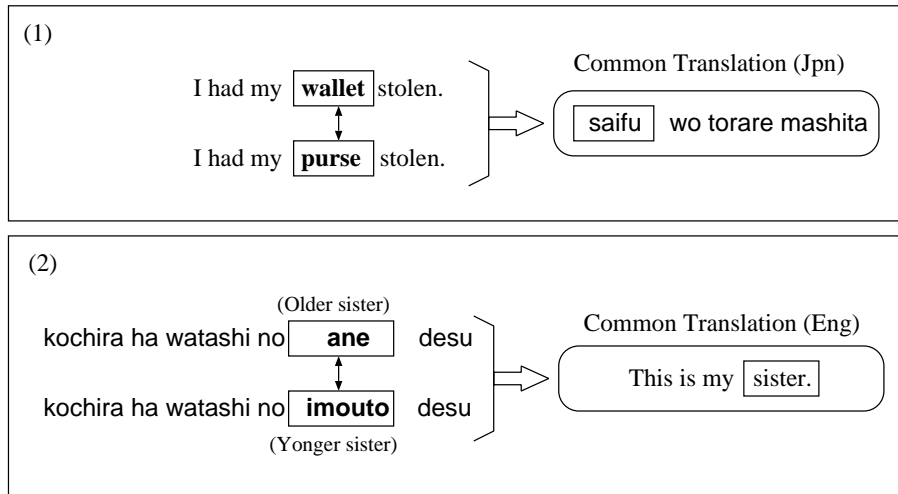 (1)
Common Translation (Jpn)
I had my wallet stolen.
saifu wo torare mashita
I had my purse stolen.
(2)
(Older sister)
Common Translation (Eng)
kochira ha watashi no ane desu
This is my sister.
kochira ha watashi no imouto desu
(Yonger sister)